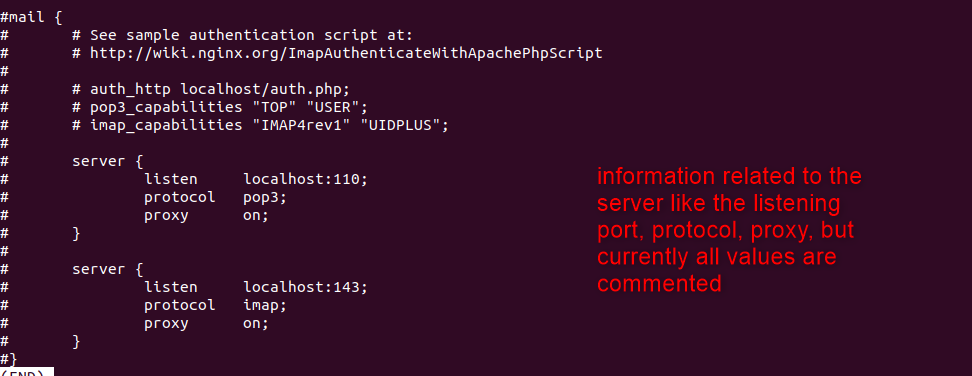 #mail {
#       # See sample authentication script at:
#       # http://wiki.nginx.org/ImapAuthenticateWithApachePhpScript
#
#       # auth_http localhost/auth.php;
#       # pop3_capabilities "TOP" "USER";
#       # imap_capabilities "IMAP4rev1" "UIDPLUS";
#
#       server {
#               listen     localhost:110;
#               protocol   pop3;
#               proxy      on;
#       }
#
#       server {
#               listen     localhost:143;
#               protocol   imap;
#               proxy      on;
#       }
#}
(END)
information related to the
server like the listening
port, protocol, proxy, but
currently all values are
commented